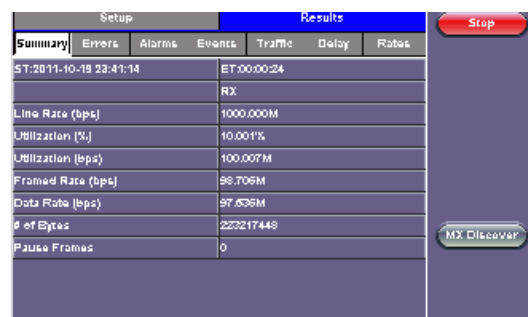 Setup Results Stop
Summary Errors Alarms Events Traffic Delay Rates
ST:2011-10-19 23:41:14 ET:00:00:24
RX
Line Rate (bps) 1000.000M
Utilization (%) 10.001%
Utilization (bps) 100.007M
Framed Rate (bps) 98.706M
Data Rate (bps) 97.636M
# of Bytes 223217448
Pause Frames 0
MX Discover